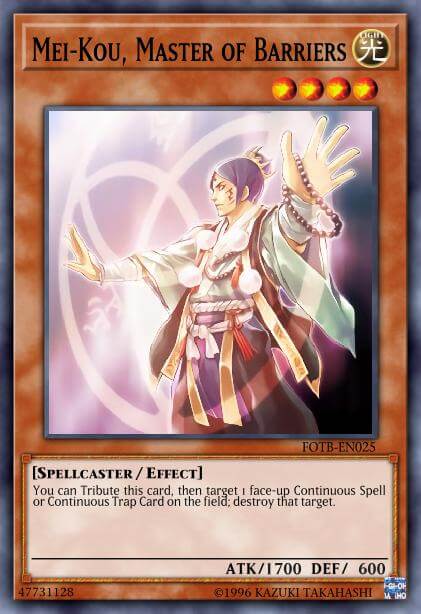 Mei-Kou, Master of Barriers
LIGHT
光
FOTB-EN025
[Spellcaster / Effect]
You can Tribute this card, then target 1 face-up Continuous Spell
or Continuous Trap Card on the field; destroy that target.
ATK/1700 DEF/ 600
47731128
©1996 KAZUKI TAKAHASHI